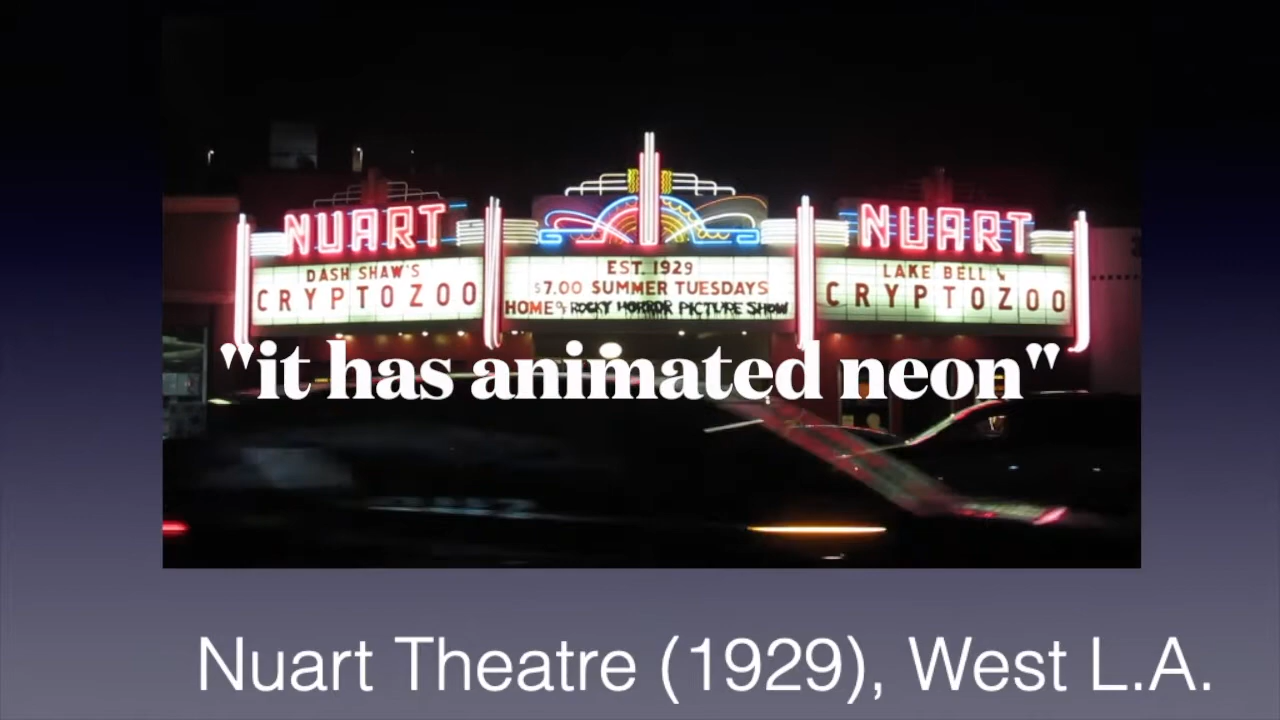 NUART
NUART
DASH SHAW'S
CRYPTOZOO
EST. 1929
$7.00 SUMMER TUESDAYS
HOME OF ROCKY HORROR PICTURE SHOW
LAKE BELL
CRYPTOZOO
"it has animated neon"
Nuart Theatre (1929), West L.A.